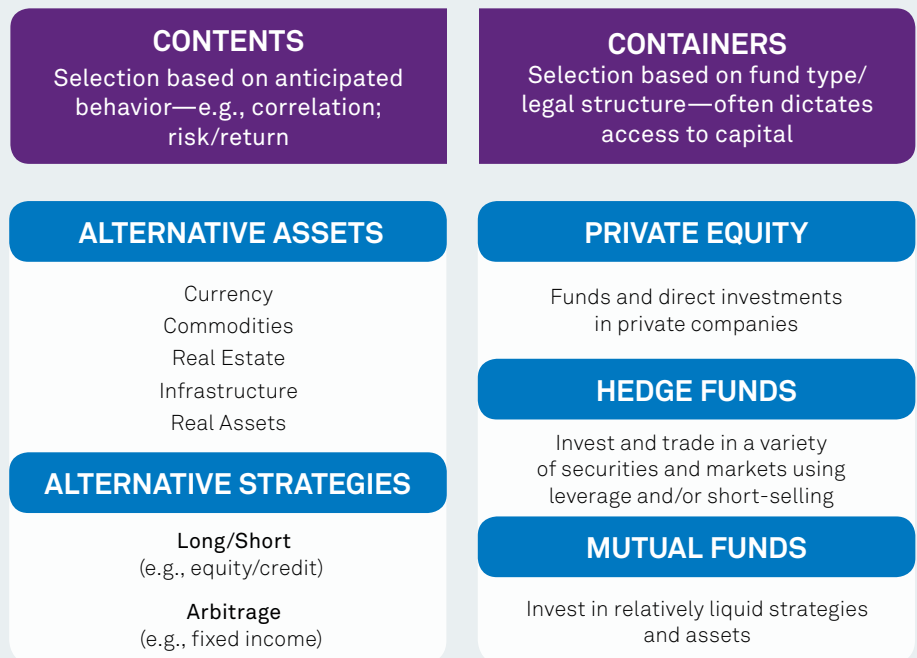 CONTENTS
Selection based on anticipated
behavior—e.g., correlation;
risk/return
CONTAINERS
Selection based on fund type/
legal structure—often dictates
access to capital
ALTERNATIVE ASSETS
Currency
Commodities
Real Estate
Infrastructure
Real Assets
ALTERNATIVE STRATEGIES
Long/Short
(e.g., equity/credit)
Arbitrage
(e.g., fixed income)
PRIVATE EQUITY
Funds and direct investments
in private companies
HEDGE FUNDS
Invest and trade in a variety
of securities and markets using
leverage and/or short-selling
MUTUAL FUNDS
Invest in relatively liquid strategies
and assets